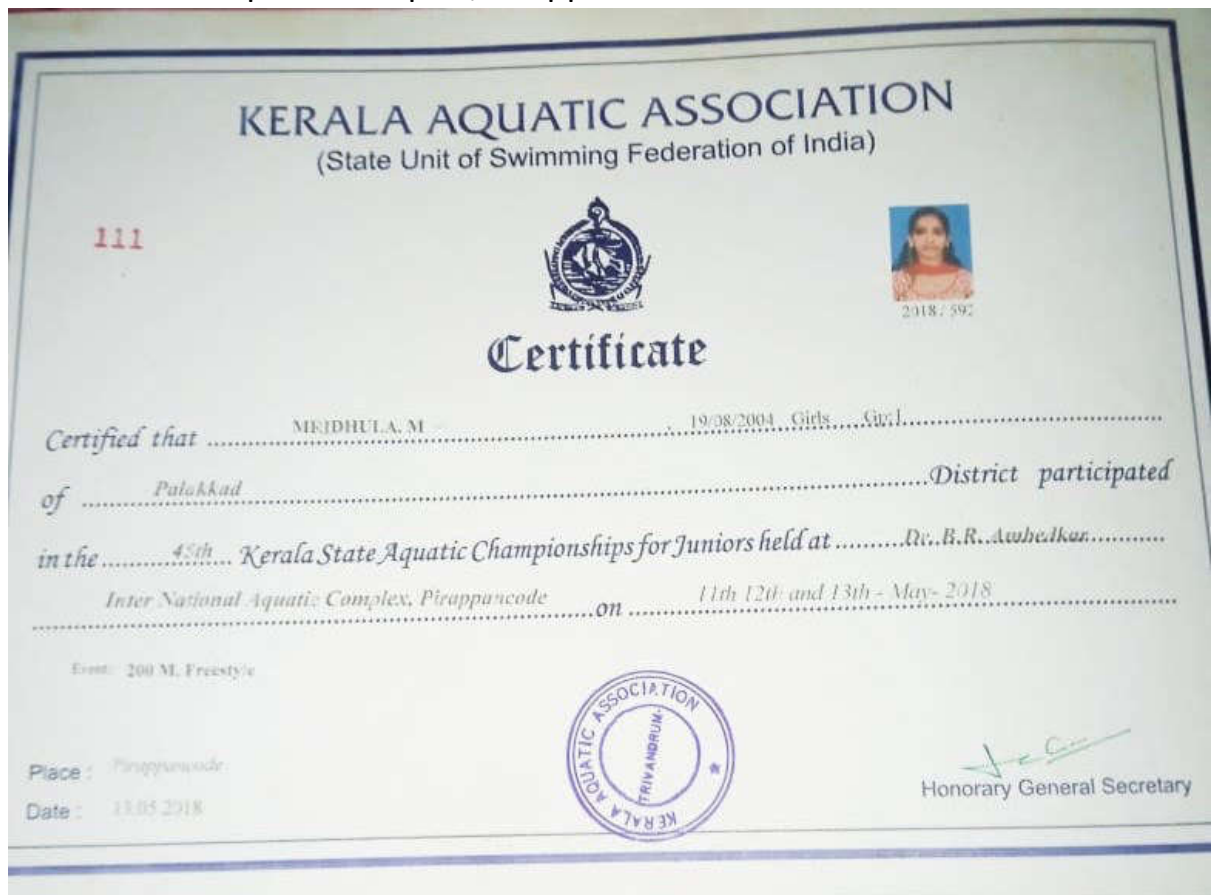 KERALA AQUATIC ASSOCIATION
(State Unit of Swimming Federation of India)
111
2018 / 592
Certificate
Certified that ........ MRIDHULA. M ........ 19/08/2004 Girls Gp:I
of ........ Palakkad ........ District participated
in the ........ 45th ........ Kerala State Aquatic Championships for Juniors held at ........ Dr. B.R. Ambedkar ........
Inter National Aquatic Complex, Pirappancode ........ on ........ 11th 12th and 13th - May- 2018
Event: 200 M. Freestyle
KERALA AQUATIC ASSOCIATION
TRIVANDRUM-
Place : Pirappancode
Date : 13.05.2018
Honorary General Secretary